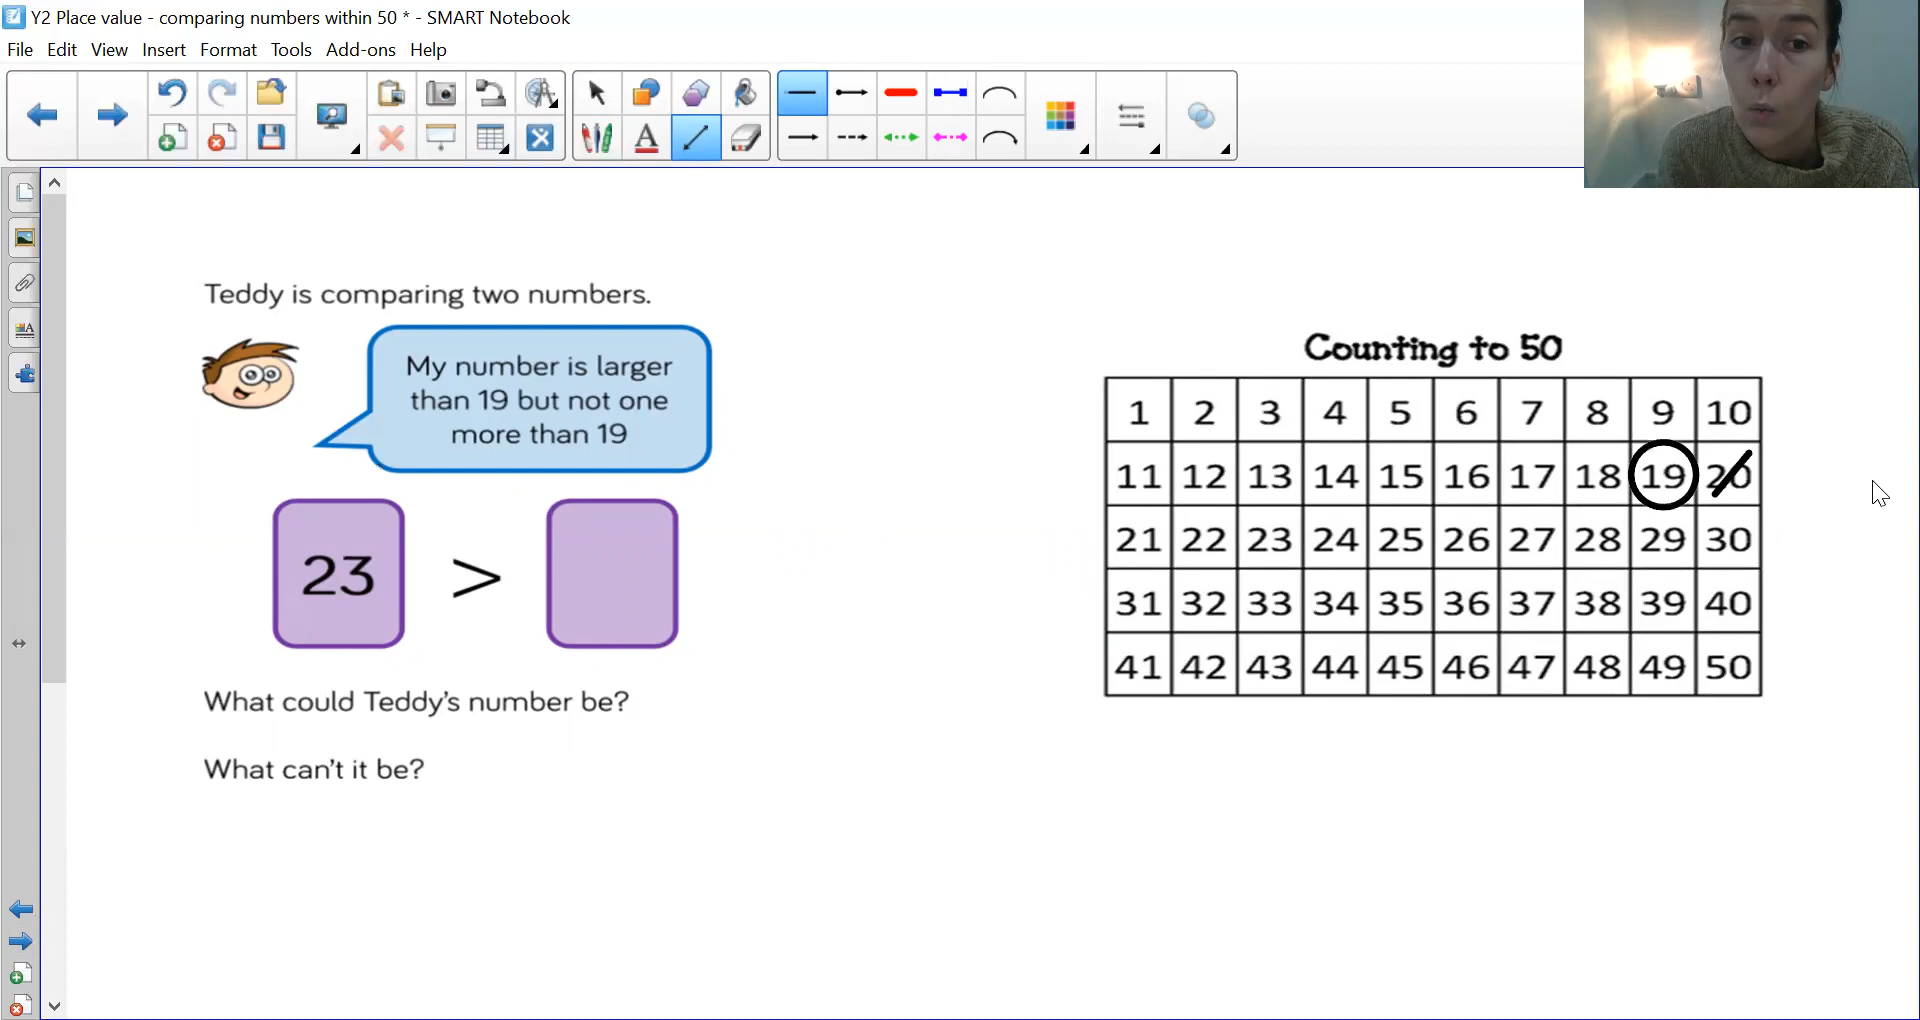 Y2 Place value - comparing numbers within 50 * - SMART Notebook
File Edit View Insert Format Tools Add-ons Help
Teddy is comparing two numbers.
My number is larger
than 19 but not one
more than 19
23 >
What could Teddy's number be?
What can't it be?
Counting to 50
1 2 3 4 5 6 7 8 9 10
11 12 13 14 15 16 17 18 19 20
21 22 23 24 25 26 27 28 29 30
31 32 33 34 35 36 37 38 39 40
41 42 43 44 45 46 47 48 49 50